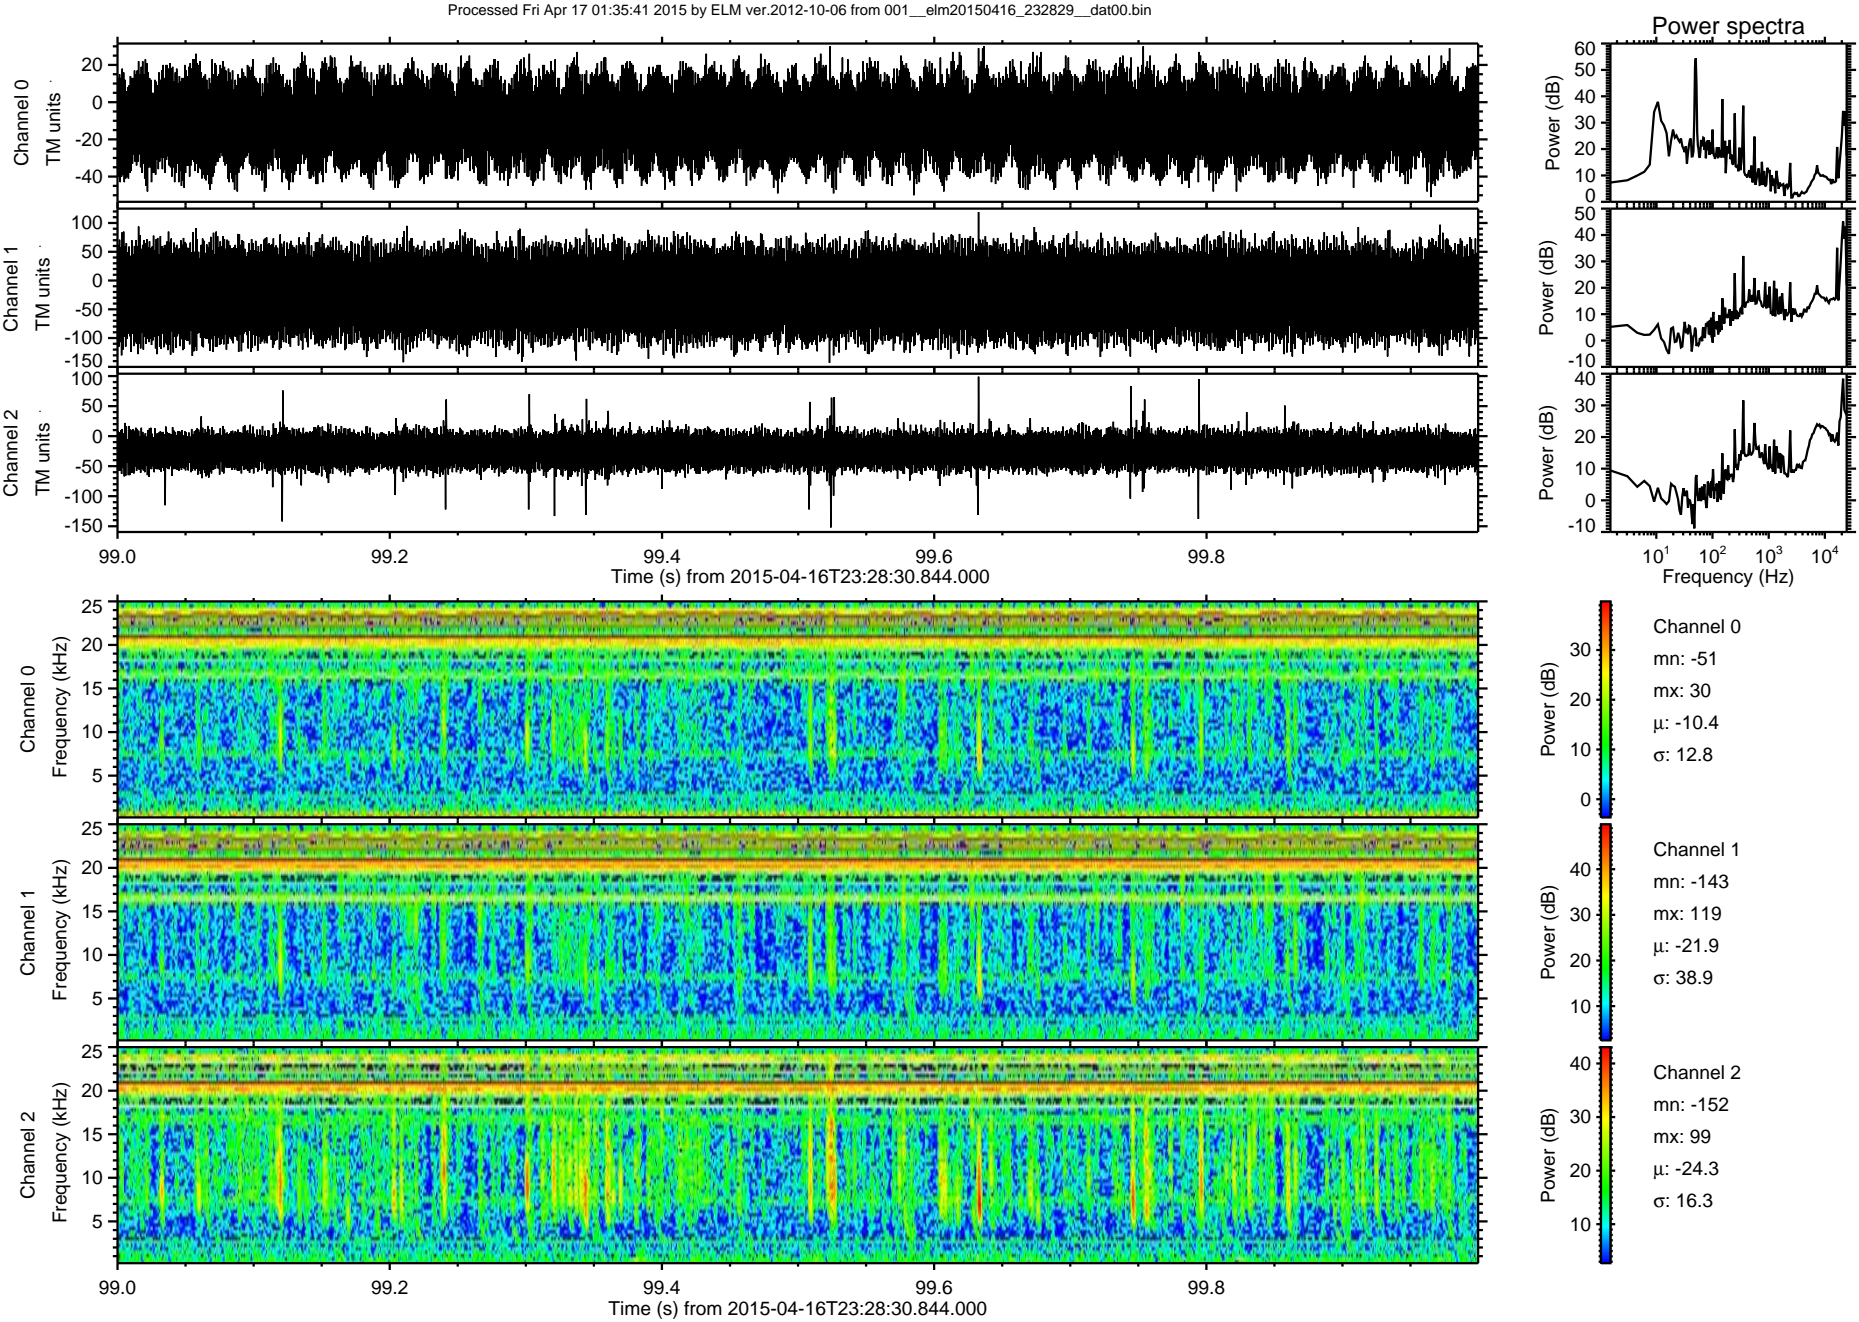 Processed Fri Apr 17 01:35:41 2015 by ELM ver.2012-10-06 from 001__elm20150416_232829__dat00.bin
Power spectra
Channel 0
TM units
20
0
-20
-40
Power (dB)
60
50
40
30
20
10
0
Channel 1
TM units
100
50
0
-50
-100
-150
Power (dB)
50
40
30
20
10
0
-10
Channel 2
TM units
100
50
0
-50
-100
-150
Power (dB)
40
30
20
10
0
-10
99.0 99.2 99.4 99.6 99.8
Time (s) from 2015-04-16T23:28:30.844.000
10¹ 10² 10³ 10⁴
Frequency (Hz)
Channel 0
Frequency (kHz)
25
20
15
10
5
Power (dB)
30
20
10
0
Channel 0
mn: -51
mx: 30
μ: -10.4
σ: 12.8
Channel 1
Frequency (kHz)
25
20
15
10
5
Power (dB)
40
30
20
10
Channel 1
mn: -143
mx: 119
μ: -21.9
σ: 38.9
Channel 2
Frequency (kHz)
25
20
15
10
5
Power (dB)
40
30
20
10
Channel 2
mn: -152
mx: 99
μ: -24.3
σ: 16.3
99.0 99.2 99.4 99.6 99.8
Time (s) from 2015-04-16T23:28:30.844.000